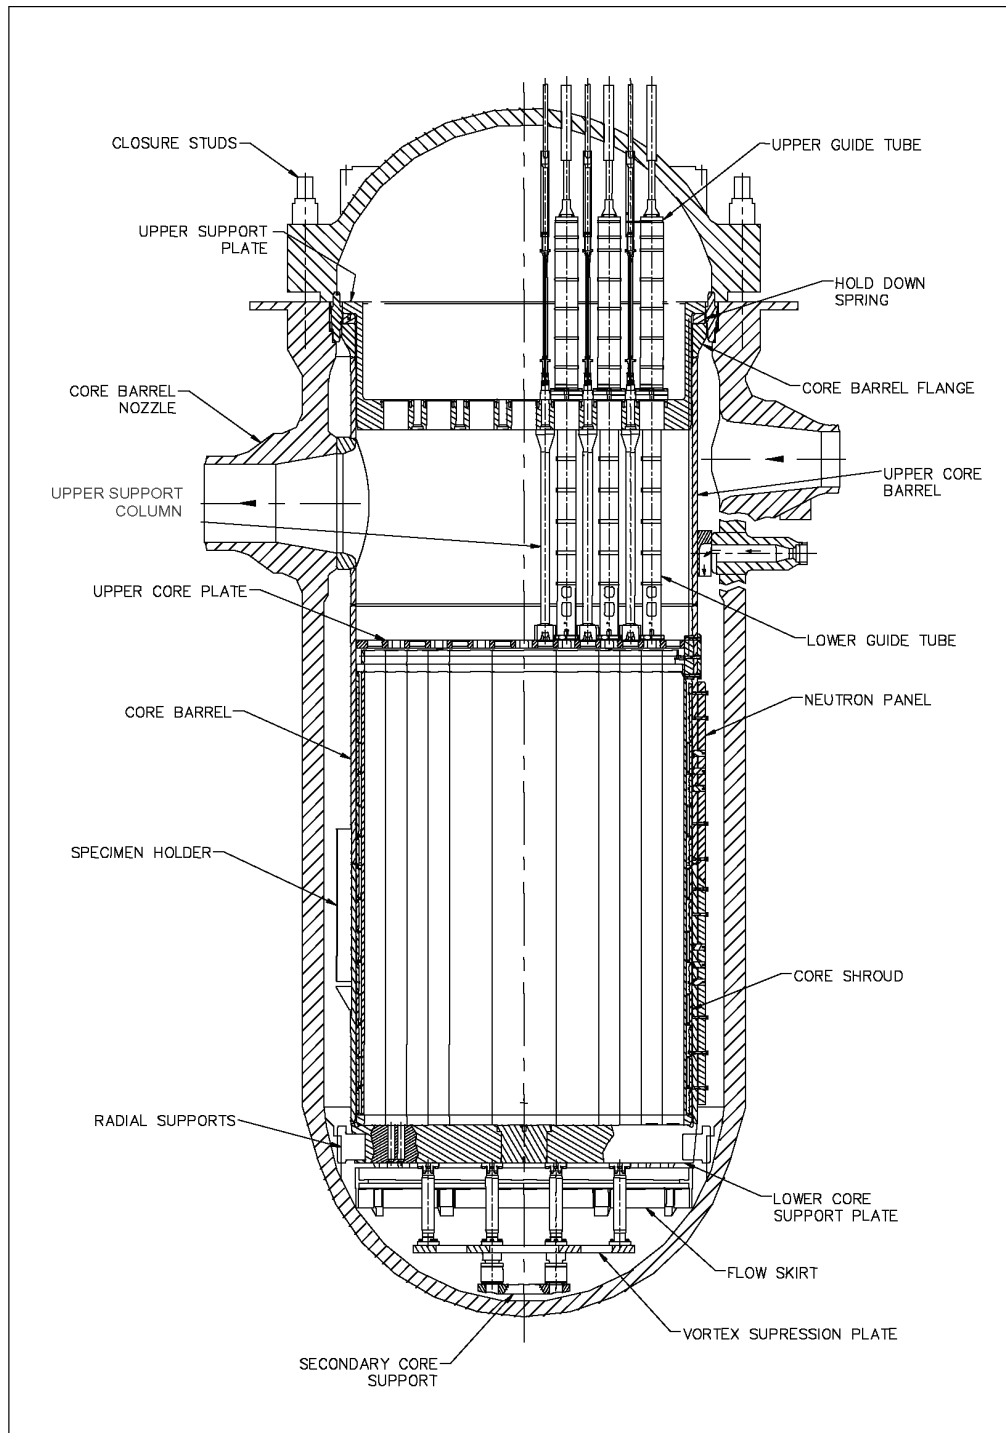 CLOSURE STUDS
UPPER GUIDE TUBE
UPPER SUPPORT
PLATE
HOLD DOWN
SPRING
CORE BARREL
NOZZLE
CORE BARREL FLANGE
UPPER SUPPORT
COLUMN
UPPER CORE
BARREL
UPPER CORE PLATE
LOWER GUIDE TUBE
CORE BARREL
NEUTRON PANEL
SPECIMEN HOLDER
CORE SHROUD
RADIAL SUPPORTS
LOWER CORE
SUPPORT PLATE
FLOW SKIRT
VORTEX SUPRESSION PLATE
SECONDARY CORE
SUPPORT